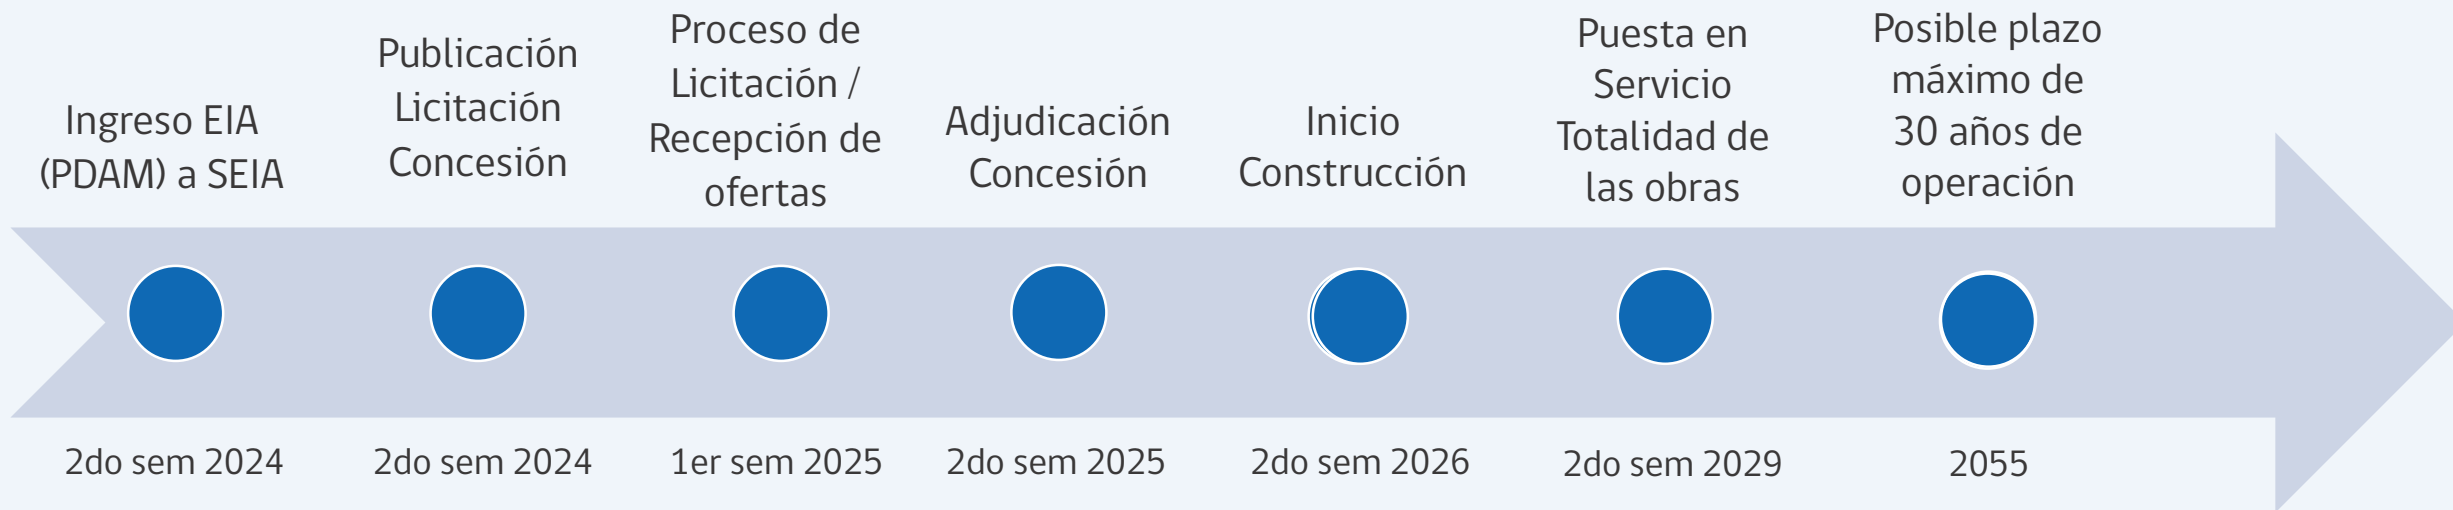 Ingreso EIA
(PDAM) a SEIA
2do sem 2024
Publicación
Licitación
Concesión
2do sem 2024
Proceso de
Licitación /
Recepción de
ofertas
1er sem 2025
Adjudicación
Concesión
2do sem 2025
Inicio
Construcción
2do sem 2026
Puesta en
Servicio
Totalidad de
las obras
2do sem 2029
Posible plazo
máximo de
30 años de
operación
2055